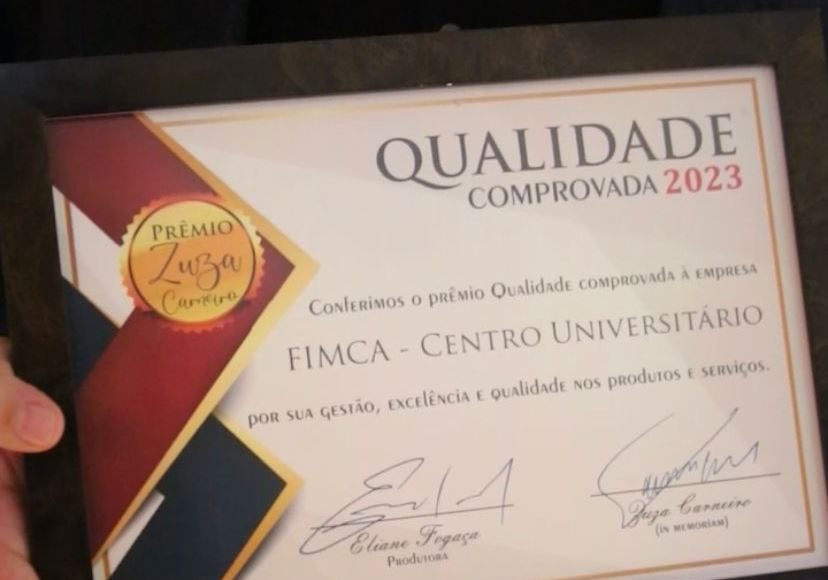 QUALIDADE
COMPROVADA 2023
PRÊMIO
Zuza
Carneiro
Conferimos o prêmio Qualidade comprovada à empresa
FIMCA - CENTRO UNIVERSITÁRIO
por sua gestão, excelência e qualidade nos produtos e serviços.
Eliane Fogaça
PRODUTORA
Zuza Carneiro
(IN MEMORIAM)